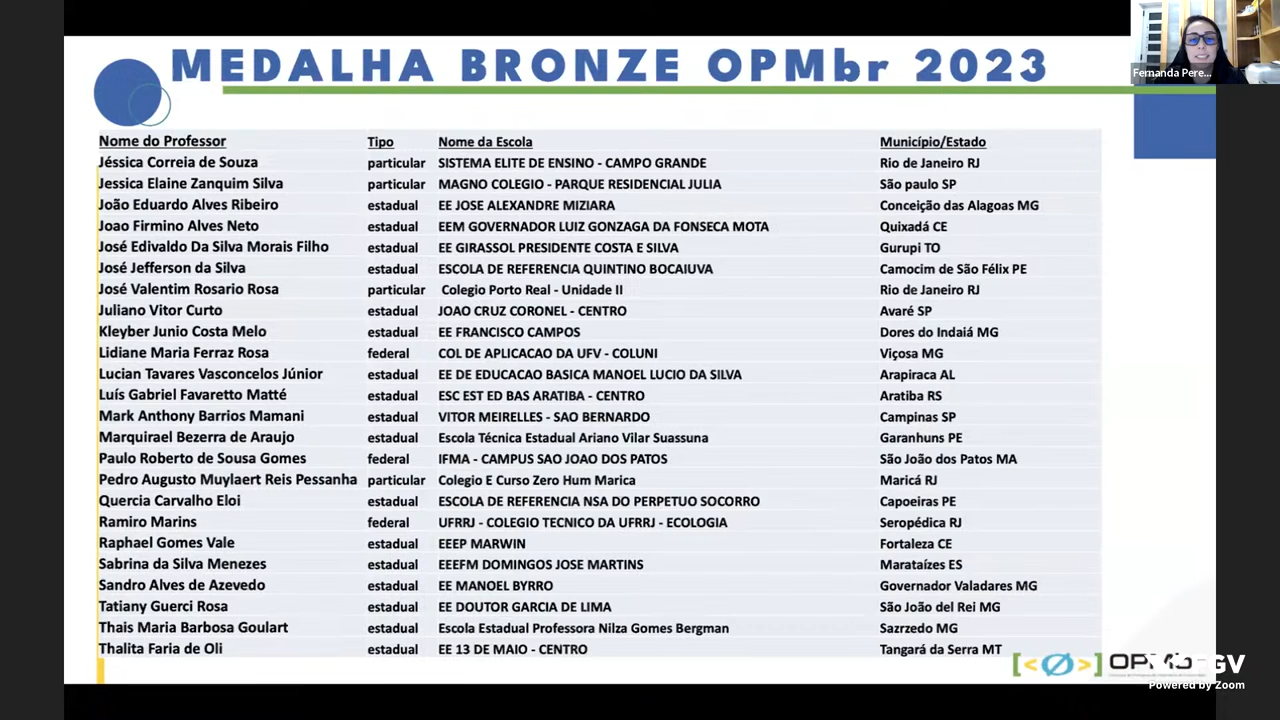 MEDALHA BRONZE OPMbr 2023
Fernanda Pere...
Nome do Professor Tipo Nome da Escola Município/Estado
Jéssica Correia de Souza particular SISTEMA ELITE DE ENSINO - CAMPO GRANDE Rio de Janeiro RJ
Jessica Elaine Zanquim Silva particular MAGNO COLEGIO - PARQUE RESIDENCIAL JULIA São paulo SP
João Eduardo Alves Ribeiro estadual EE JOSE ALEXANDRE MIZIARA Conceição das Alagoas MG
Joao Firmino Alves Neto estadual EEM GOVERNADOR LUIZ GONZAGA DA FONSECA MOTA Quixadá CE
José Edivaldo Da Silva Morais Filho estadual EE GIRASSOL PRESIDENTE COSTA E SILVA Gurupi TO
José Jefferson da Silva estadual ESCOLA DE REFERENCIA QUINTINO BOCAIUVA Camocim de São Félix PE
José Valentim Rosario Rosa particular Colegio Porto Real - Unidade II Rio de Janeiro RJ
Juliano Vitor Curto estadual JOAO CRUZ CORONEL - CENTRO Avaré SP
Kleyber Junio Costa Melo estadual EE FRANCISCO CAMPOS Dores do Indaiá MG
Lidiane Maria Ferraz Rosa federal COL DE APLICACAO DA UFV - COLUNI Viçosa MG
Lucian Tavares Vasconcelos Júnior estadual EE DE EDUCACAO BASICA MANOEL LUCIO DA SILVA Arapiraca AL
Luís Gabriel Favaretto Matté estadual ESC EST ED BAS ARATIBA - CENTRO Aratiba RS
Mark Anthony Barrios Mamani estadual VITOR MEIRELLES - SAO BERNARDO Campinas SP
Marquirael Bezerra de Araujo estadual Escola Técnica Estadual Ariano Vilar Suassuna Garanhuns PE
Paulo Roberto de Sousa Gomes federal IFMA - CAMPUS SAO JOAO DOS PATOS São João dos Patos MA
Pedro Augusto Muylaert Reis Pessanha particular Colegio E Curso Zero Hum Marica Maricá RJ
Quercia Carvalho Eloi estadual ESCOLA DE REFERENCIA NSA DO PERPETUO SOCORRO Capoeiras PE
Ramiro Marins federal UFRRJ - COLEGIO TECNICO DA UFRRJ - ECOLOGIA Seropédica RJ
Raphael Gomes Vale estadual EEEP MARWIN Fortaleza CE
Sabrina da Silva Menezes estadual EEEFM DOMINGOS JOSE MARTINS Marataízes ES
Sandro Alves de Azevedo estadual EE MANOEL BYRRO Governador Valadares MG
Tatiany Guerci Rosa estadual EE DOUTOR GARCIA DE LIMA São João del Rei MG
Thais Maria Barbosa Goulart estadual Escola Estadual Professora Nilza Gomes Bergman Sazrzedo MG
Thalita Faria de Oli estadual EE 13 DE MAIO - CENTRO Tangará da Serra MT
Powered by Zoom